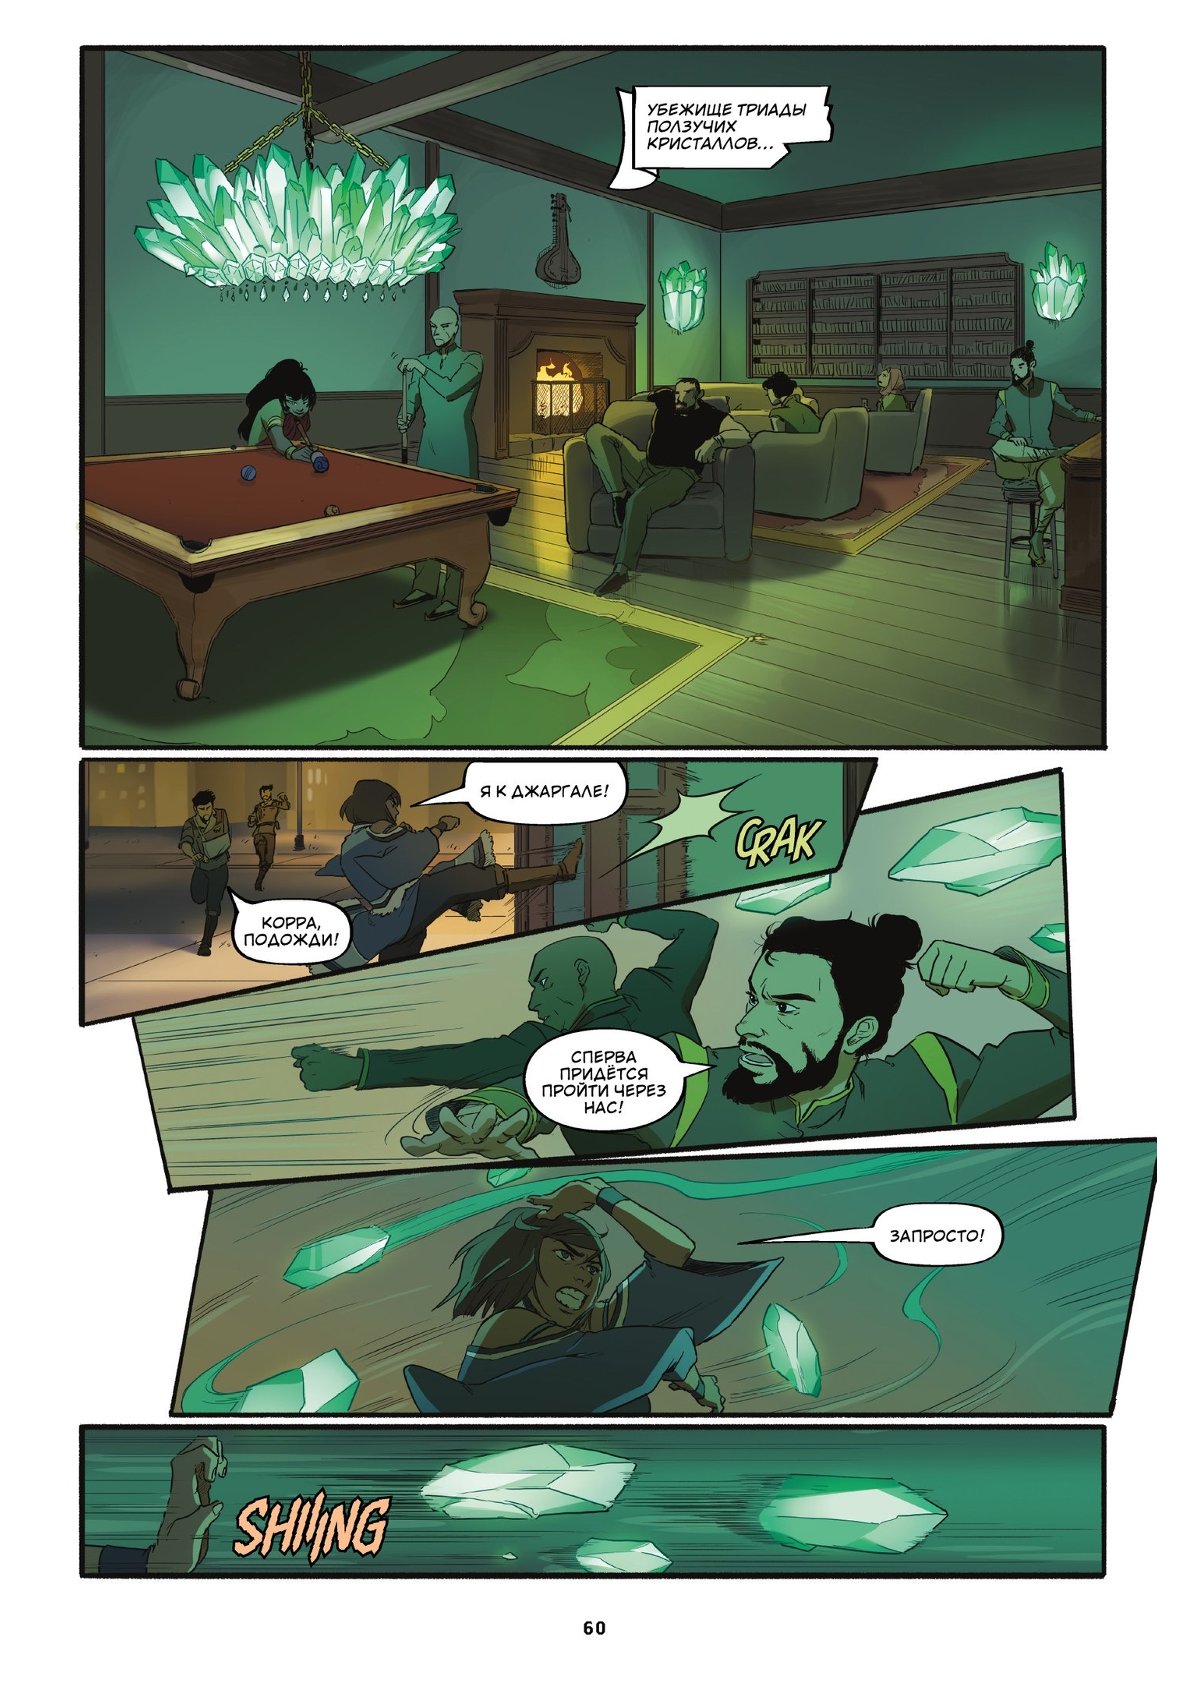 УБЕЖИЩЕ ТРИАДЫ
ПОЛЗУЧИХ
КРИСТАЛЛОВ...
Я К ДЖАРГАЛЕ!
CRAK
КОРРА,
ПОДОЖДИ!
СПЕРВА
ПРИДЁТСЯ
ПРОЙТИ ЧЕРЕЗ
НАС!
ЗАПРОСТО!
SHIIING
60